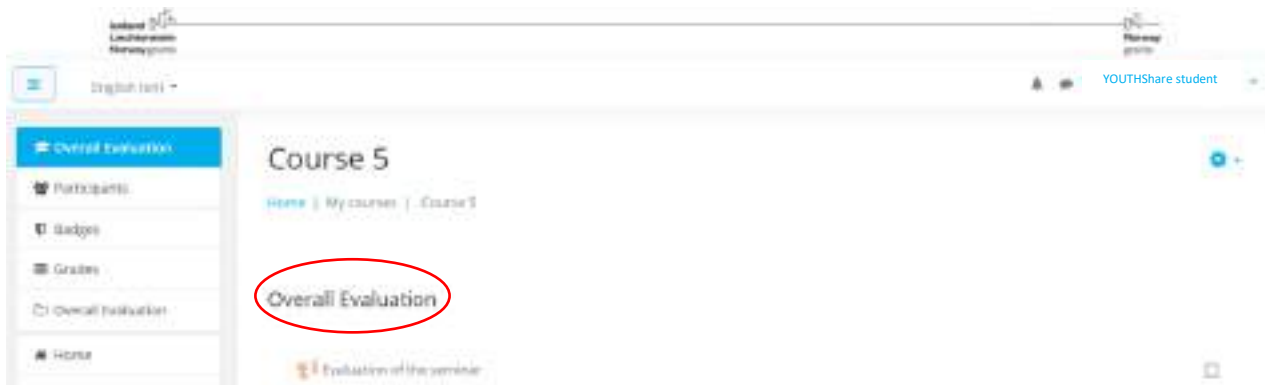 Iceland
Liechtenstein
Norway grants
Norway
grants
English (en)
YOUTHShare student
Overall Evaluation
Participants
Badges
Grades
Overall Evaluation
Home
Course 5
Home | My courses | Course 5
Overall Evaluation
Evaluation of the seminar